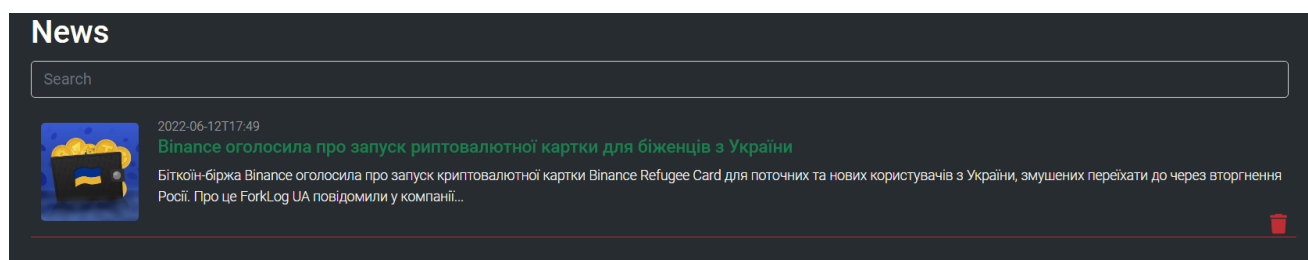 News
Search
2022-06-12T17:49
Binance оголосила про запуск риптовалютної картки для біженців з України
Біткоїн-біржа Binance оголосила про запуск криптовалютної картки Binance Refugee Card для поточних та нових користувачів з України, змушених переїхати до через вторгнення
Росії. Про це ForkLog UA повідомили у компанії...